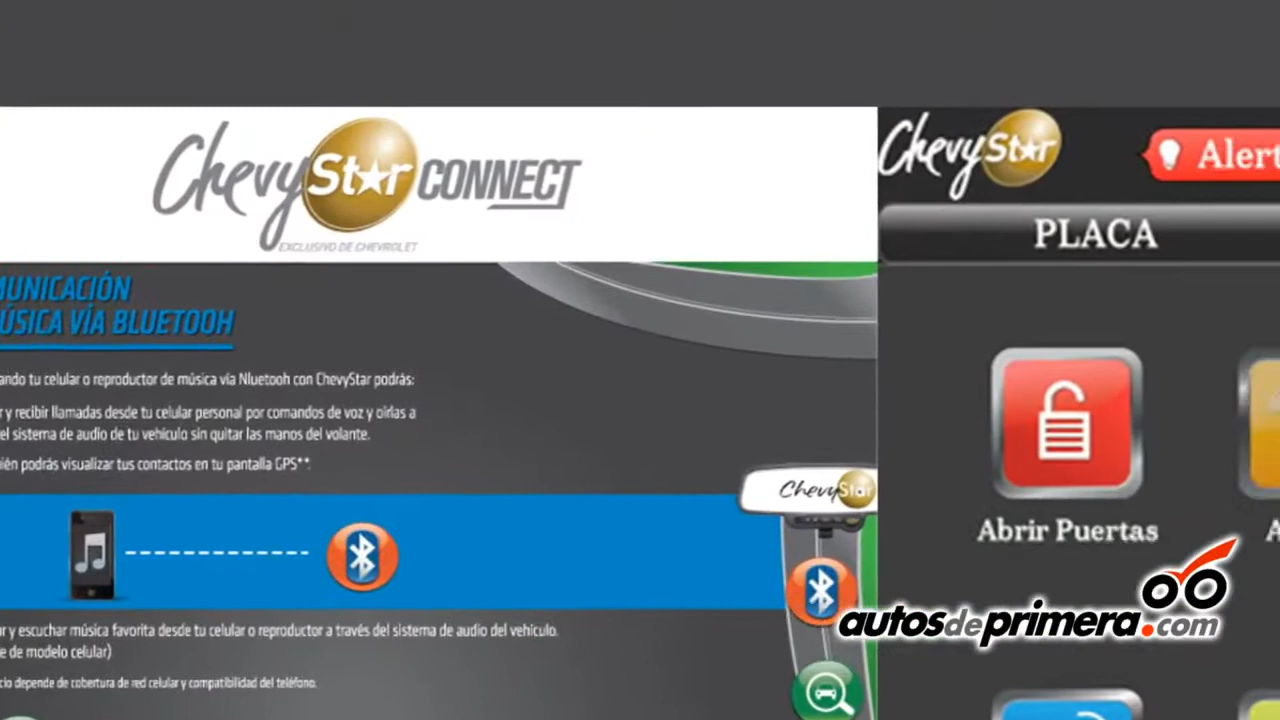 ChevyStar CONNECT
EXCLUSIVO DE CHEVROLET
MUNICACIÓN
ÚSICA VÍA BLUETOOH
ando tu celular o reproductor de música vía Nluetooh con ChevyStar podrás:
r y recibir llamadas desde tu celular personal por comandos de voz y oirlas a
el sistema de audio de tu vehículo sin quitar las manos del volante.
ién podrás visualizar tus contactos en tu pantalla GPS**.
ChevyStar
ar y escuchar música favorita desde tu celular o reproductor a través del sistema de audio del vehículo.
e de modelo celular)
cio depende de cobertura de red celular y compatibilidad del teléfono.
ChevyStar
Alert
PLACA
Abrir Puertas
A
autosdeprimera.com